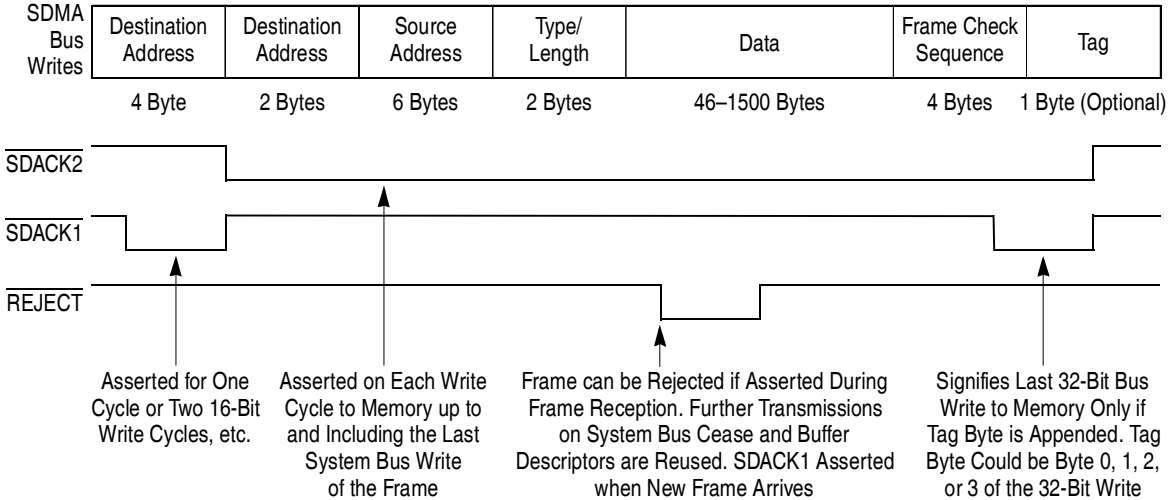 SDMA
Bus
Writes
Destination
Address
Destination
Address
Source
Address
Type/
Length
Data
Frame Check
Sequence
Tag
4 Byte
2 Bytes
6 Bytes
2 Bytes
46–1500 Bytes
4 Bytes
1 Byte (Optional)
SDACK2
SDACK1
REJECT
Asserted for One
Cycle or Two 16-Bit
Write Cycles, etc.
Asserted on Each Write
Cycle to Memory up to
and Including the Last
System Bus Write
of the Frame
Frame can be Rejected if Asserted During
Frame Reception. Further Transmissions
on System Bus Cease and Buffer
Descriptors are Reused. SDACK1 Asserted
when New Frame Arrives
Signifies Last 32-Bit Bus
Write to Memory Only if
Tag Byte is Appended. Tag
Byte Could be Byte 0, 1, 2,
or 3 of the 32-Bit Write